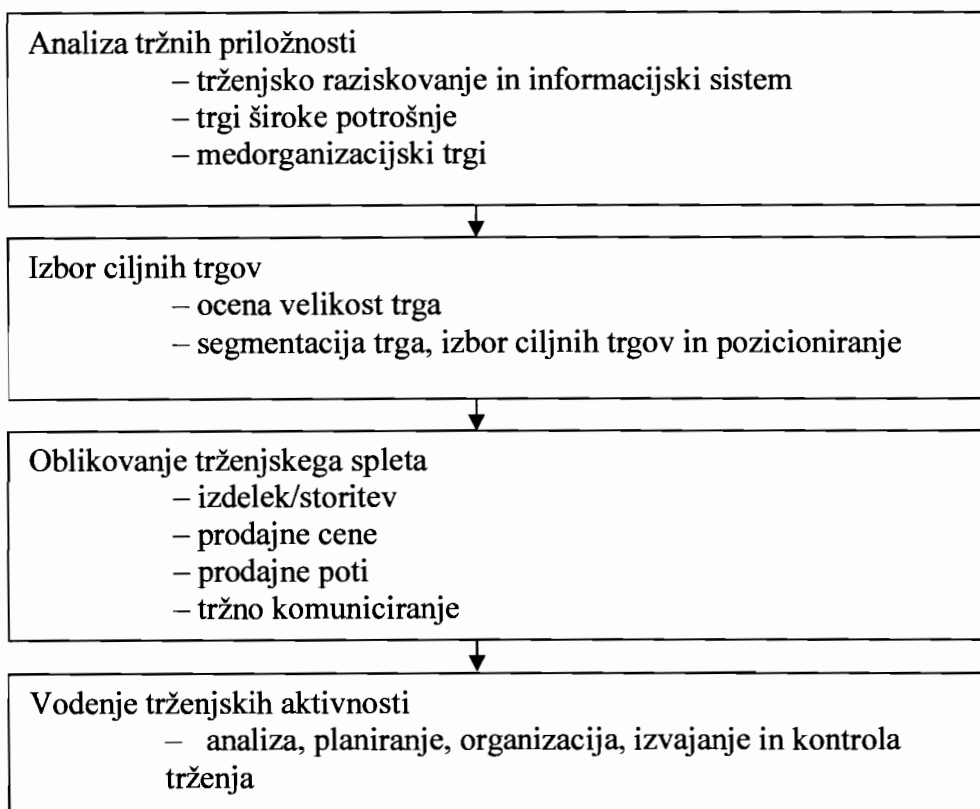 Analiza tržnih priložnosti
– trženjsko raziskovanje in informacijski sistem
– trgi široke potrošnje
– medorganizacijski trgi
Izbor ciljnih trgov
– ocena velikost trga
– segmentacija trga, izbor ciljnih trgov in pozicioniranje
Oblikovanje trženjskega spleta
– izdelek/storitev
– prodajne cene
– prodajne poti
– tržno komuniciranje
Vodenje trženjskih aktivnosti
– analiza, planiranje, organizacija, izvajanje in kontrola
trženja